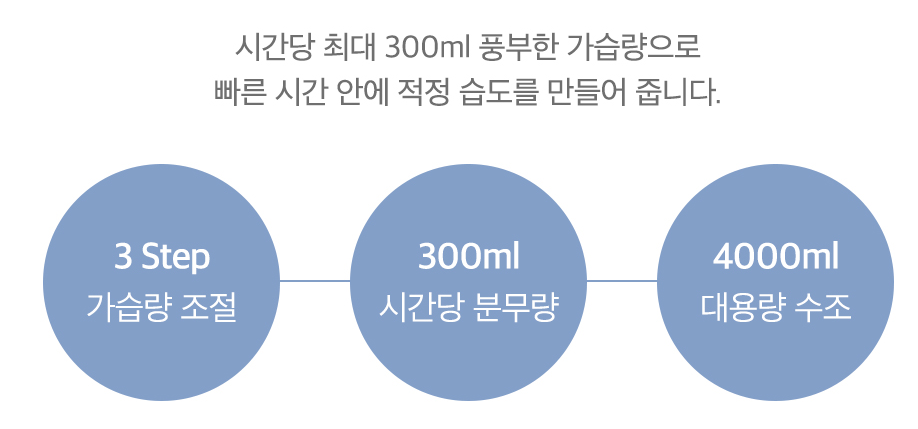 시간당 최대 300ml 풍부한 가습량으로
빠른 시간 안에 적정 습도를 만들어 줍니다.
3 Step
가습량 조절
300ml
시간당 분무량
4000ml
대용량 수조